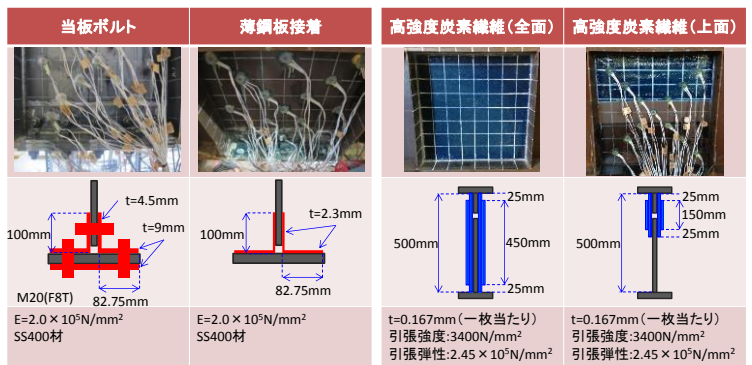 当板ボルト
薄鋼板接着
高強度炭素繊維（全面）
高強度炭素繊維（上面）
t=4.5mm
t=9mm
100mm
M20(F8T)
82.75mm
t=2.3mm
100mm
82.75mm
25mm
500mm
450mm
25mm
25mm
150mm
25mm
500mm
E=2.0×10⁵N/mm²
SS400材
E=2.0×10⁵N/mm²
SS400材
t=0.167mm（一枚当たり）
引張強度:3400N/mm²
引張弾性:2.45×10⁵N/mm²
t=0.167mm（一枚当たり）
引張強度:3400N/mm²
引張弾性:2.45×10⁵N/mm²